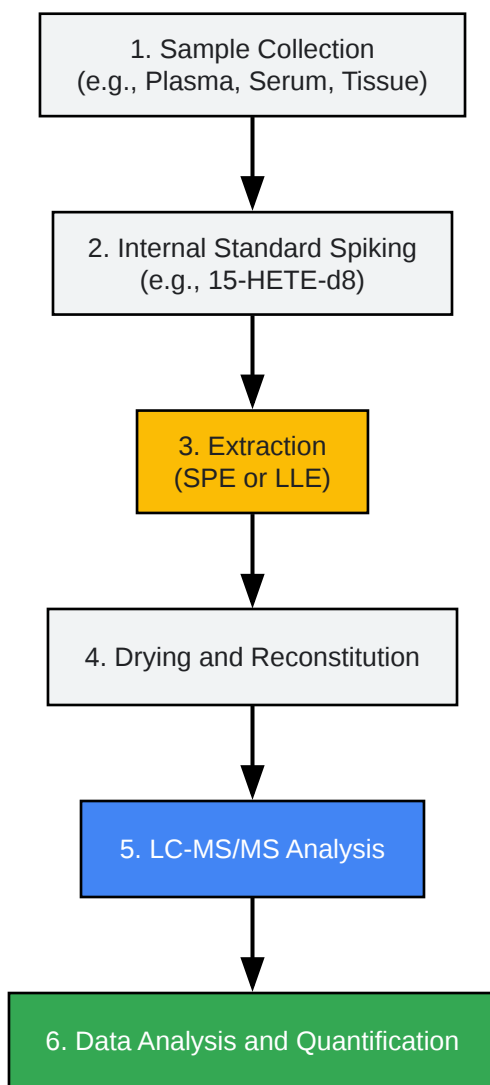 1. Sample Collection
(e.g., Plasma, Serum, Tissue)
2. Internal Standard Spiking
(e.g., 15-HETE-d8)
3. Extraction
(SPE or LLE)
4. Drying and Reconstitution
5. LC-MS/MS Analysis
6. Data Analysis and Quantification